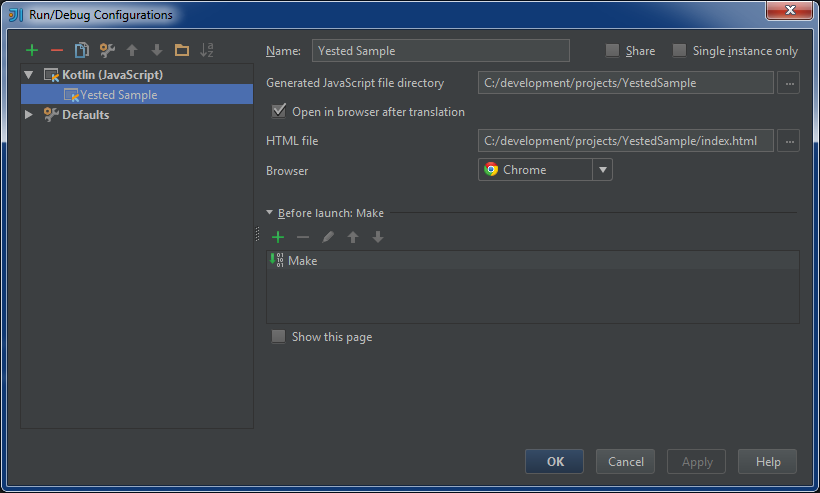 Run/Debug Configurations
Name: Yested Sample Share Single instance only
Kotlin (JavaScript)
Yested Sample
Defaults
Generated JavaScript file directory C:/development/projects/YestedSample ...
Open in browser after translation
HTML file C:/development/projects/YestedSample/index.html ...
Browser Chrome
Before launch: Make
Make
Show this page
OK Cancel Apply Help